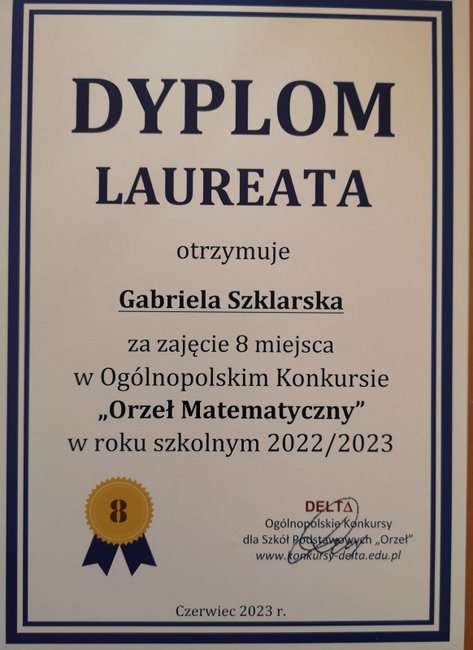 DYPLOM
LAUREATA
otrzymuje
Gabriela Szklarska
za zajęcie 8 miejsca
w Ogólnopolskim Konkursie
„Orzeł Matematyczny”
w roku szkolnym 2022/2023
8
DELTA
Ogólnopolskie Konkursy
dla Szkół Podstawowych „Orzeł”
www.konkursy-delta.edu.pl
Czerwiec 2023 r.